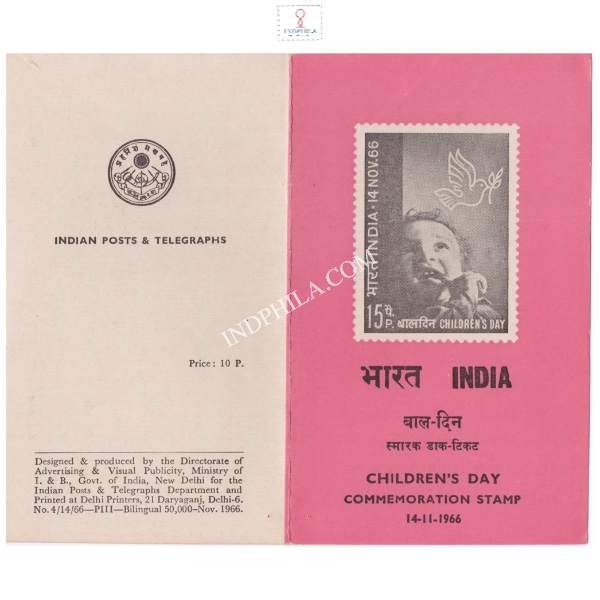 INDPHILA
INDIAN POSTS & TELEGRAPHS
Price: 10 P.
Designed & produced by the Directorate of
Advertising & Visual Publicity, Ministry of
I. & B., Govt. of India, New Delhi for the
Indian Posts & Telegraphs Department and
Printed at Delhi Printers, 21 Daryaganj, Delhi-6.
No. 4/14/66—PIII—Bilingual 50,000-Nov. 1966.
भारत INDIA · 14 NOV. 66
15 पै. P. बाल दिन CHILDREN'S DAY
INDPHILA.COM
भारत INDIA
बाल-दिन
स्मारक डाक-टिकट
CHILDREN'S DAY
COMMEMORATION STAMP
14-11-1966